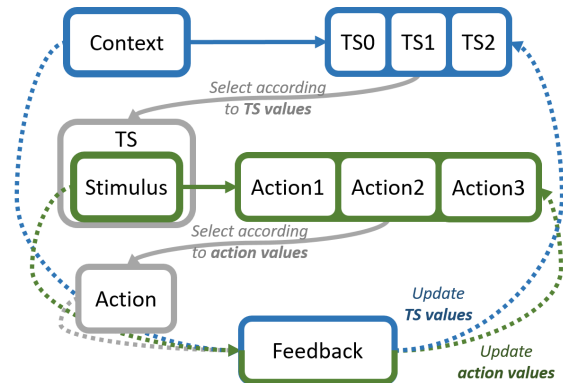 Context
TS0 TS1 TS2
Select according
to TS values
TS
Stimulus
Action1 Action2 Action3
Select according
to action values
Action
Update
TS values
Feedback
Update
action values